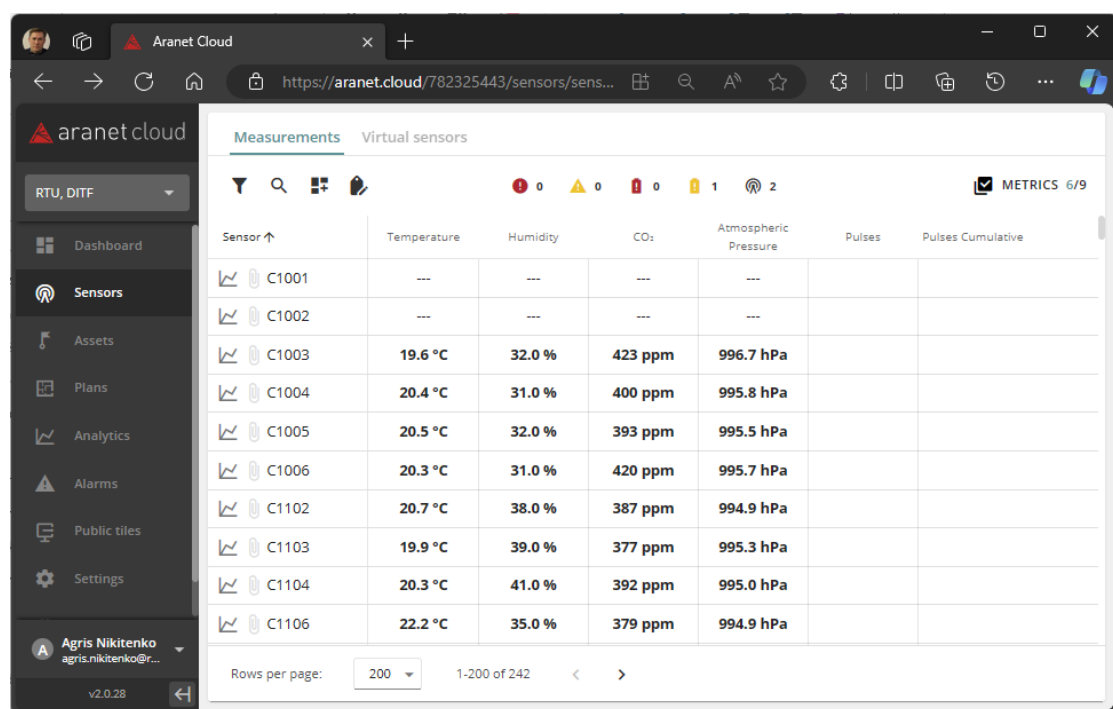 Aranet Cloud
https://aranet.cloud/782325443/sensors/sens...
aranet cloud
Measurements Virtual sensors
RTU, DITF
0 0 0 1 2 METRICS 6/9
Dashboard
Sensors
Assets
Plans
Analytics
Alarms
Public tiles
Settings
A Agris Nikitenko
agris.nikitenko@r...
v2.0.28
Sensor Temperature Humidity CO₂ Atmospheric Pressure Pulses Pulses Cumulative
C1001 --- --- --- ---
C1002 --- --- --- ---
C1003 19.6 °C 32.0 % 423 ppm 996.7 hPa
C1004 20.4 °C 31.0 % 400 ppm 995.8 hPa
C1005 20.5 °C 32.0 % 393 ppm 995.5 hPa
C1006 20.3 °C 31.0 % 420 ppm 995.7 hPa
C1102 20.7 °C 38.0 % 387 ppm 994.9 hPa
C1103 19.9 °C 39.0 % 377 ppm 995.3 hPa
C1104 20.3 °C 41.0 % 392 ppm 995.0 hPa
C1106 22.2 °C 35.0 % 379 ppm 994.9 hPa
Rows per page: 200 1-200 of 242